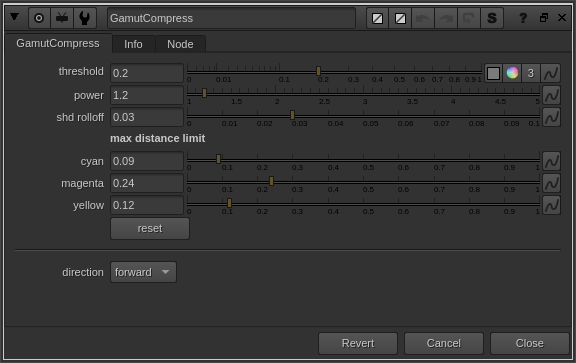 GamutCompress S ?
GamutCompress Info Node
threshold 0.2 3
0 0.01 0.1 0.2 0.3 0.4 0.5 0.6 0.7 0.8 0.91
power 1.2
1 1.5 2 2.5 3 3.5 4 4.5 5
shd rolloff 0.03
0 0.01 0.02 0.03 0.04 0.05 0.06 0.07 0.08 0.09 0.1
max distance limit
cyan 0.09
0 0.1 0.2 0.3 0.4 0.5 0.6 0.7 0.8 0.9 1
magenta 0.24
0 0.1 0.2 0.3 0.4 0.5 0.6 0.7 0.8 0.9 1
yellow 0.12
0 0.1 0.2 0.3 0.4 0.5 0.6 0.7 0.8 0.9 1
reset
direction forward
Revert Cancel Close